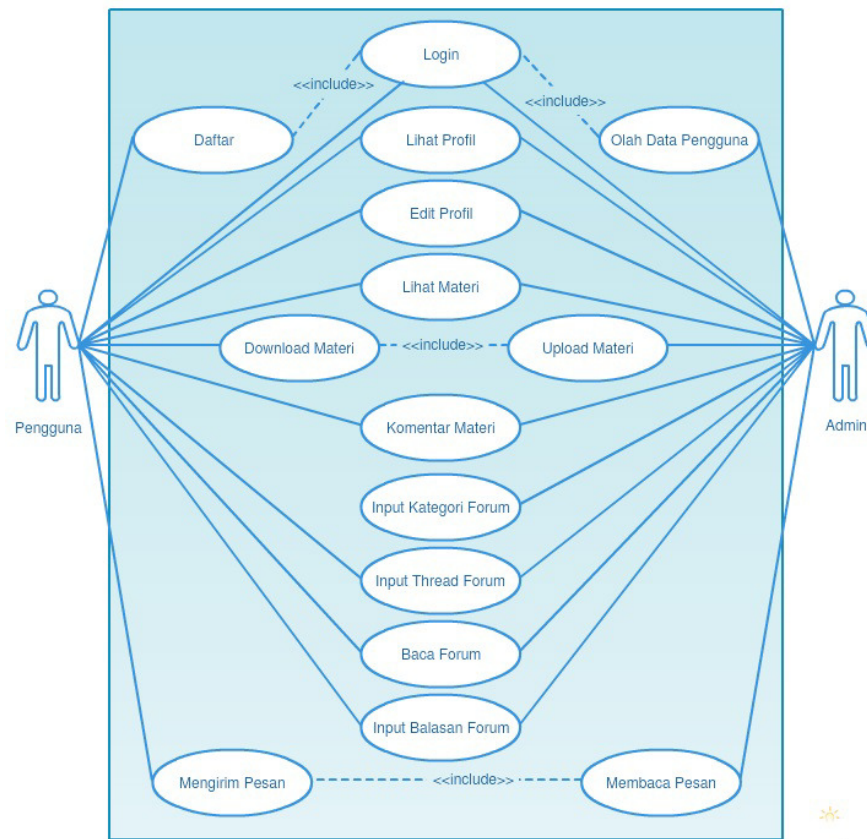 Login
<<include>>
<<include>>
Daftar
Lihat Profil
Olah Data Pengguna
Edit Profil
Lihat Materi
Download Materi
<<include>>
Upload Materi
Pengguna
Komentar Materi
Admin
Input Kategori Forum
Input Thread Forum
Baca Forum
Input Balasan Forum
Mengirim Pesan
<<include>>
Membaca Pesan